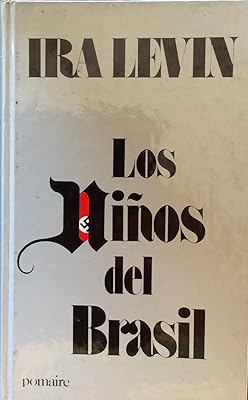 IRA LEVIN
Los
Niños
del
Brasil
pomaire